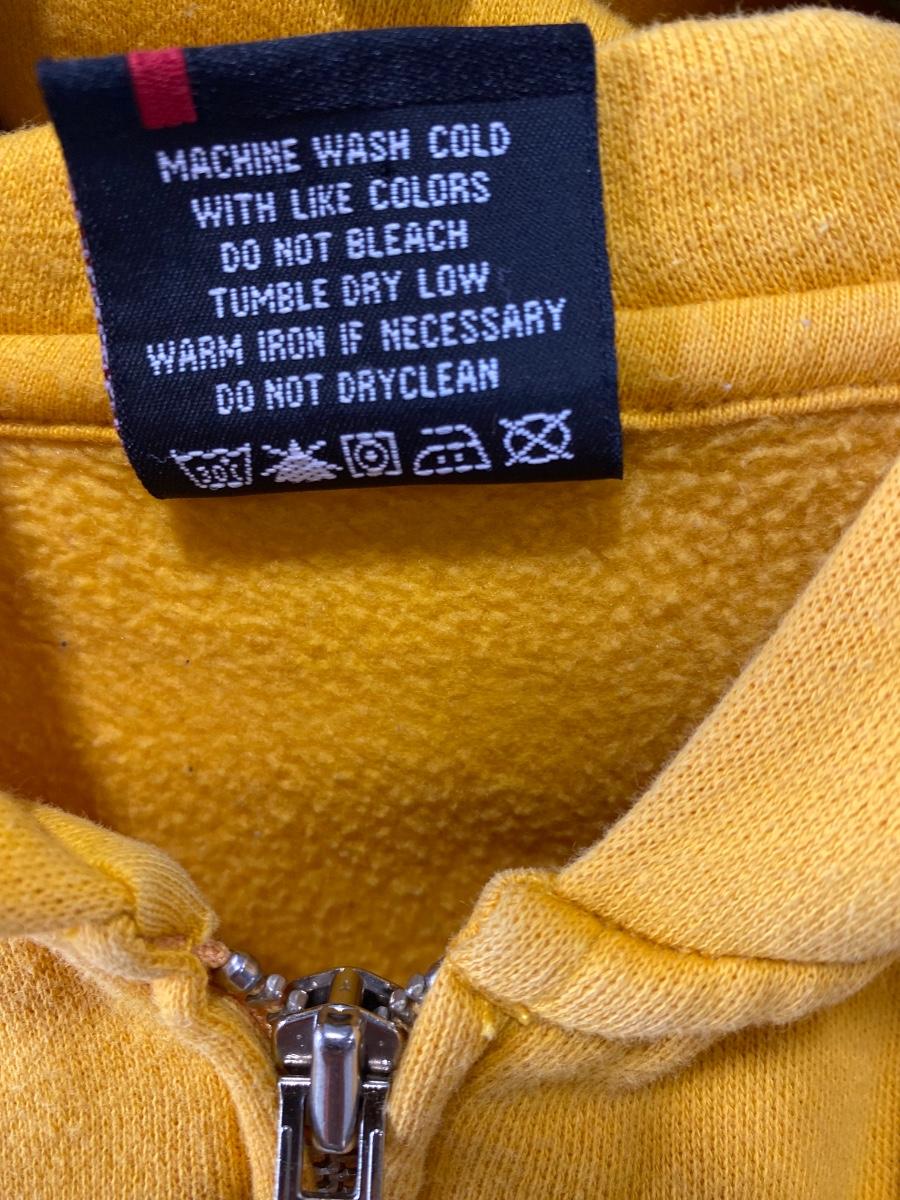 MACHINE WASH COLD
WITH LIKE COLORS
DO NOT BLEACH
TUMBLE DRY LOW
WARM IRON IF NECESSARY
DO NOT DRYCLEAN